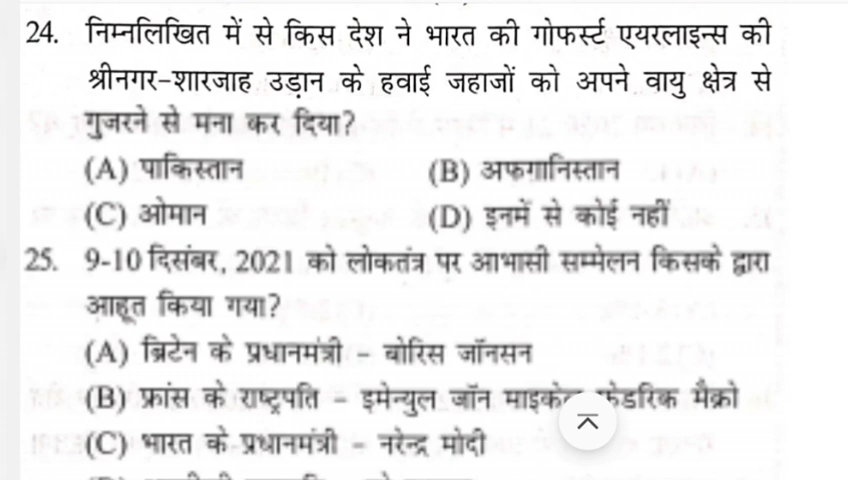 24. निम्नलिखित में से किस देश ने भारत की गोफर्स्ट एयरलाइन्स की
श्रीनगर-शारजाह उड़ान के हवाई जहाजों को अपने वायु क्षेत्र से
गुजरने से मना कर दिया?
(A) पाकिस्तान (B) अफगानिस्तान
(C) ओमान (D) इनमें से कोई नहीं
25. 9-10 दिसंबर, 2021 को लोकतंत्र पर आभासी सम्मेलन किसके द्वारा
आहूत किया गया?
(A) ब्रिटेन के प्रधानमंत्री - बोरिस जॉनसन
(B) फ्रांस के राष्ट्रपति - इमेन्युल जॉन मैक्रो
(C) भारत के प्रधानमंत्री - नरेन्द्र मोदी